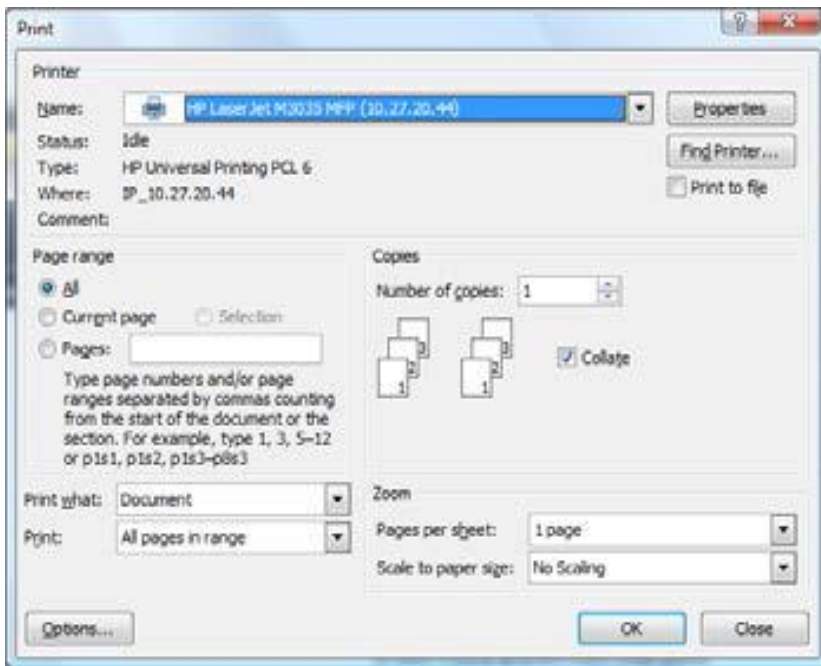 Print
Printer
Name: HP LaserJet M3035 MFP (10.27.20.44)
Properties
Status: Idle
Find Printer...
Type: HP Universal Printing PCL 6
Where: IP_10.27.20.44
Print to file
Comment:
Page range
All
Current page Selection
Pages:
Type page numbers and/or page
ranges separated by commas counting
from the start of the document or the
section. For example, type 1, 3, 5–12
or p1s1, p1s2, p1s3–p8s3
Copies
Number of copies: 1
1 2 3 1 2 3
Collate
Print what: Document
Print: All pages in range
Zoom
Pages per sheet: 1 page
Scale to paper size: No Scaling
Options...
OK
Close